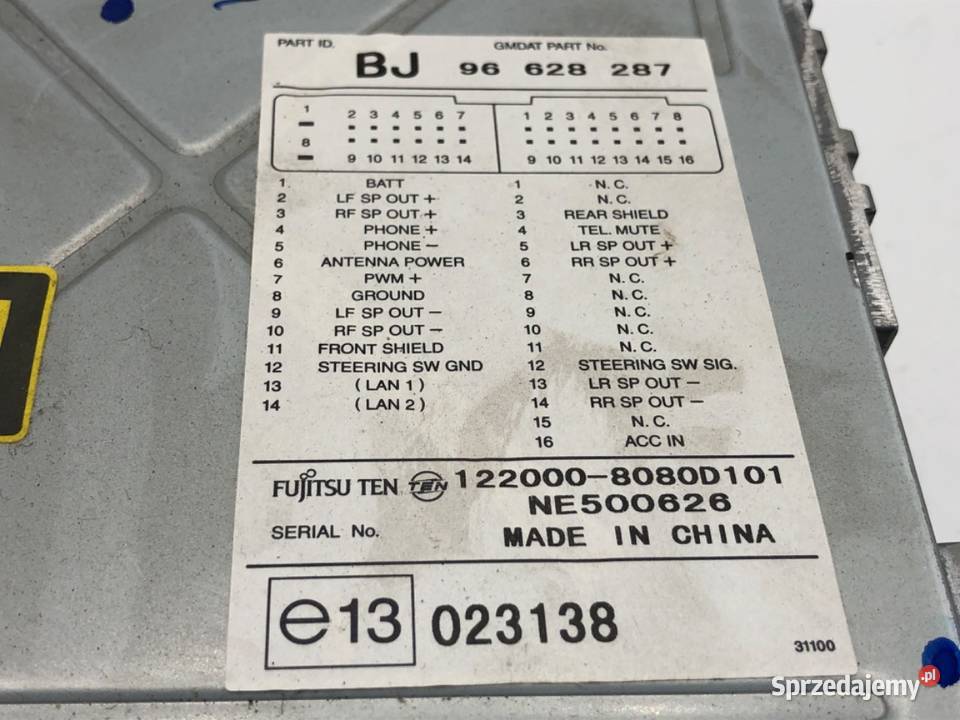 PART ID. GMDAT PART No.
BJ 96 628 287
1 2 3 4 5 6 7 1 2 3 4 5 6 7 8
8 9 10 11 12 13 14 9 10 11 12 13 14 15 16
1 BATT 1 N.C.
2 LF SP OUT + 2 N.C.
3 RF SP OUT + 3 REAR SHIELD
4 PHONE + 4 TEL. MUTE
5 PHONE - 5 LR SP OUT +
6 ANTENNA POWER 6 RR SP OUT +
7 PWM + 7 N.C.
8 GROUND 8 N.C.
9 LF SP OUT - 9 N.C.
10 RF SP OUT - 10 N.C.
11 FRONT SHIELD 11 N.C.
12 STEERING SW GND 12 STEERING SW SIG.
13 (LAN 1) 13 LR SP OUT -
14 (LAN 2) 14 RR SP OUT -
15 N.C.
16 ACC IN
FUJITSU TEN TEN 122000-8080D101
NE500626
SERIAL No. MADE IN CHINA
e13 023138
31100
Sprzedajemy .pl